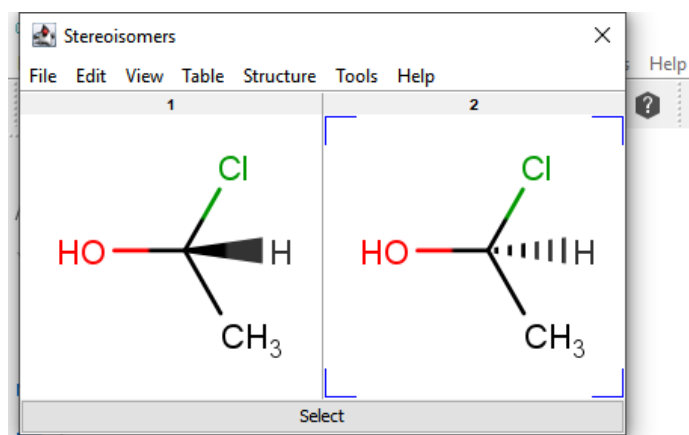 Stereoisomers
Help
File Edit View Table Structure Tools Help
1 2
Cl Cl
HO H HO H
CH₃ CH₃
Select